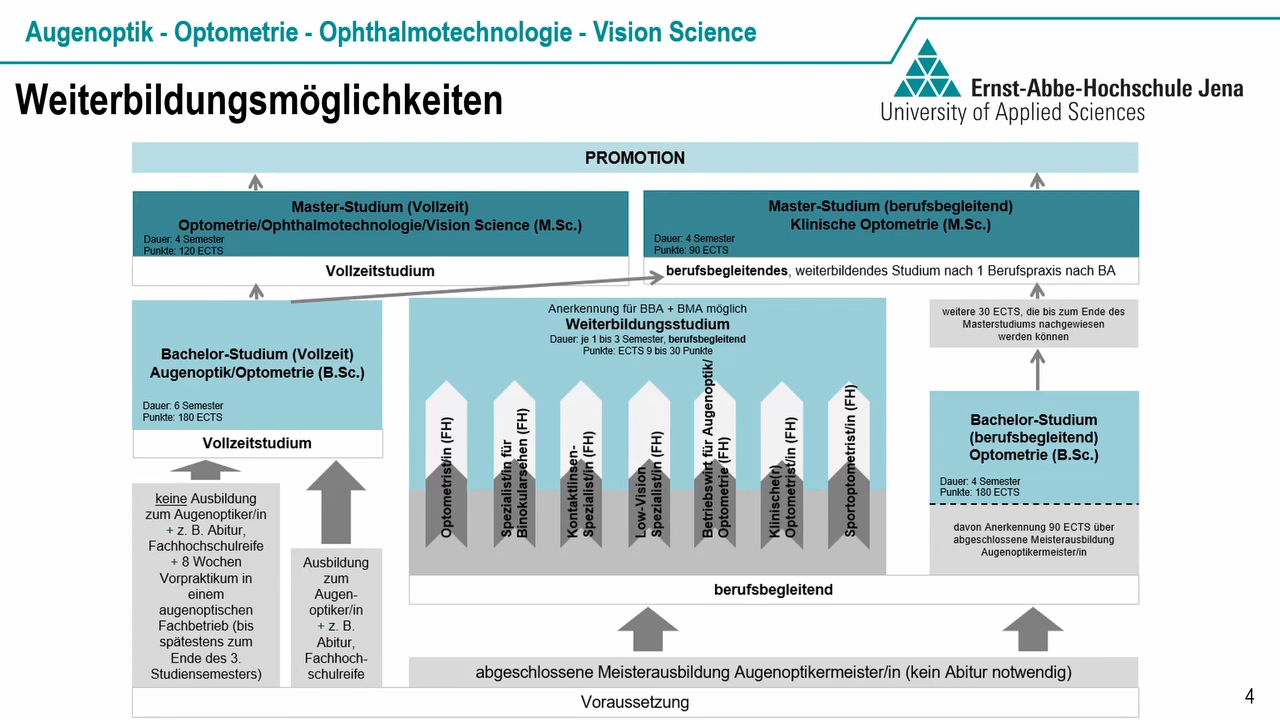 Augenoptik - Optometrie - Ophthalmotechnologie - Vision Science
Ernst-Abbe-Hochschule Jena
University of Applied Sciences
Weiterbildungsmöglichkeiten
PROMOTION
Master-Studium (Vollzeit)
Optometrie/Ophthalmotechnologie/Vision Science (M.Sc.)
Dauer: 4 Semester
Punkte: 120 ECTS
Vollzeitstudium
Master-Studium (berufsbegleitend)
Klinische Optometrie (M.Sc.)
Dauer: 4 Semester
Punkte: 90 ECTS
berufsbegleitendes, weiterbildendes Studium nach 1 Berufspraxis nach BA
Bachelor-Studium (Vollzeit)
Augenoptik/Optometrie (B.Sc.)
Dauer: 6 Semester
Punkte: 180 ECTS
Vollzeitstudium
keine Ausbildung
zum Augenoptiker/in
+ z. B. Abitur,
Fachhochschulreife
+ 8 Wochen
Vorpraktikum in
einem
augenoptischen
Fachbetrieb (bis
spätestens zum
Ende des 3.
Studiensemesters)
Ausbildung
zum
Augen-
optiker/in
+ z. B.
Abitur,
Fachhoch-
schulreife
Anerkennung für BBA + BMA möglich
Weiterbildungsstudium
Dauer: je 1 bis 3 Semester, berufsbegleitend
Punkte: ECTS 9 bis 30 Punkte
Optometrist/in (FH)
Spezialist/in für
Binokularsehen (FH)
Kontaktlinsen-
Spezialist/in (FH)
Low-Vision
Spezialist/in (FH)
Betriebswirt für Augenoptik/
Optometrie (FH)
Klinische(r)
Optometrist/in (FH)
Sportoptometrist/in (FH)
weitere 30 ECTS, die bis zum Ende des
Masterstudiums nachgewiesen
werden können
Bachelor-Studium
(berufsbegleitend)
Optometrie (B.Sc.)
Dauer: 4 Semester
Punkte: 180 ECTS
davon Anerkennung 90 ECTS über
abgeschlossene Meisterausbildung
Augenoptikermeister/in
berufsbegleitend
abgeschlossene Meisterausbildung Augenoptikermeister/in (kein Abitur notwendig)
Voraussetzung
4